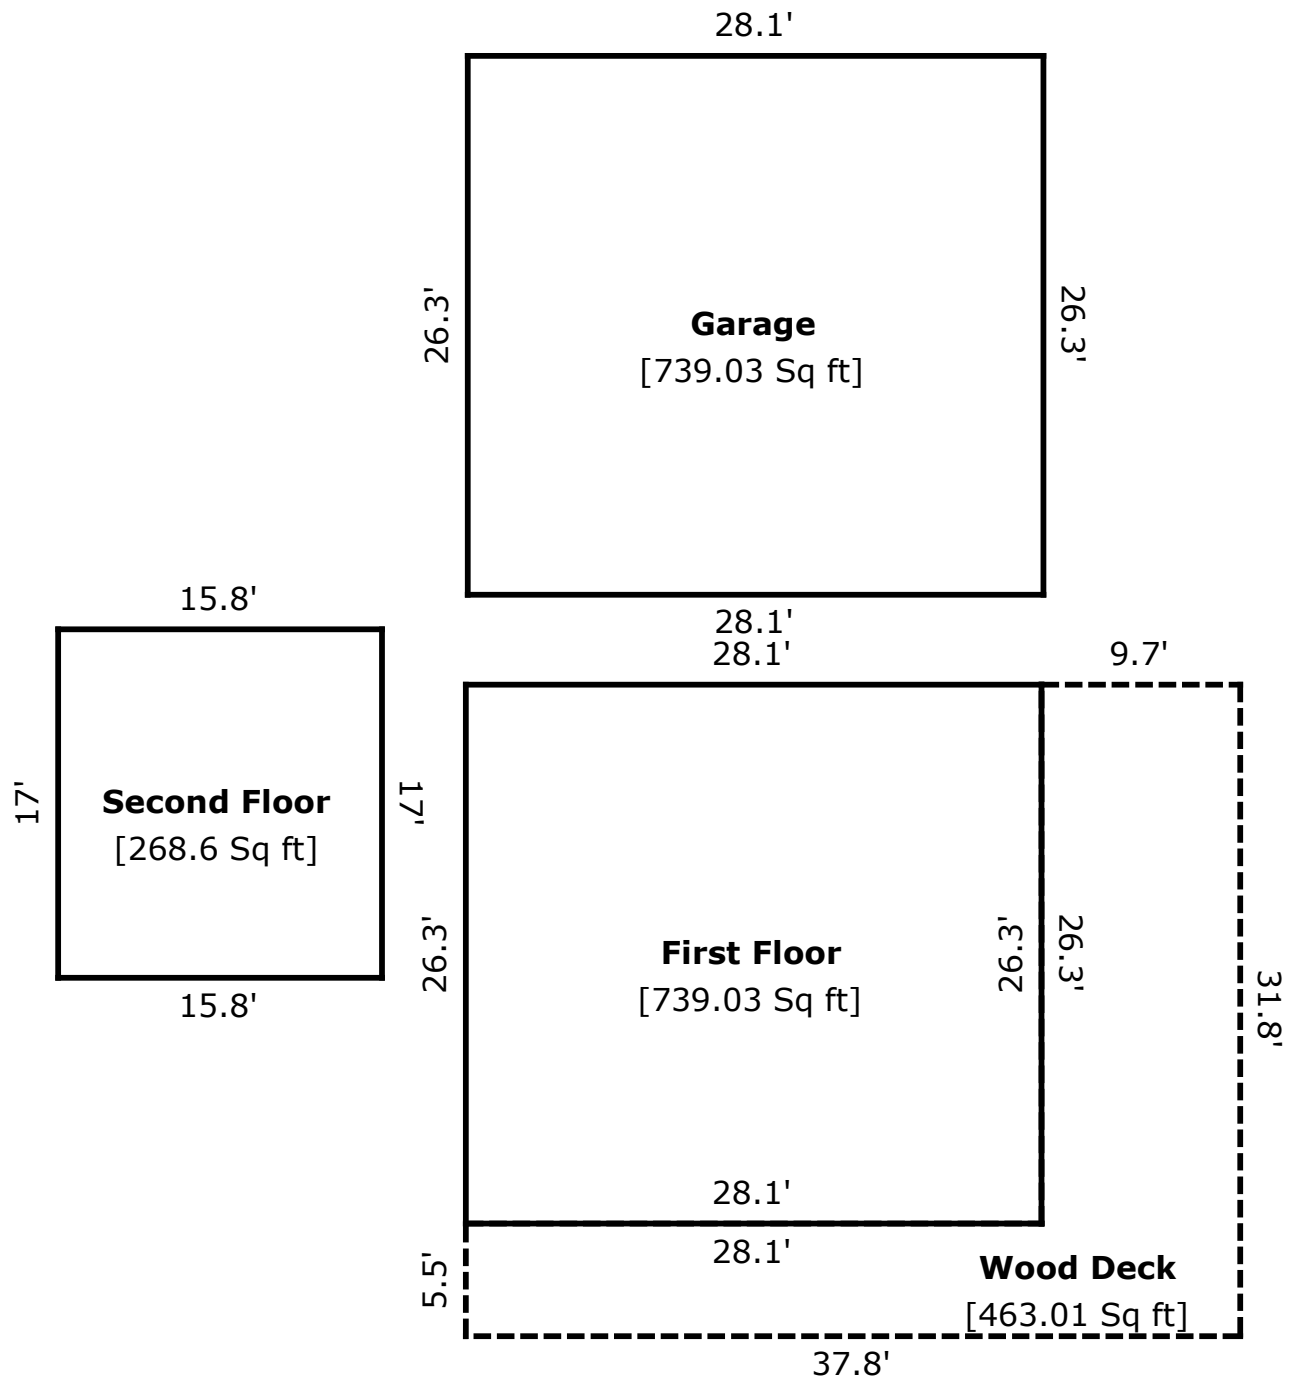 28.1'
26.3'
Garage
[739.03 Sq ft]
26.3'
28.1'
15.8'
17'
Second Floor
[268.6 Sq ft]
17'
15.8'
28.1'
9.7'
26.3'
First Floor
[739.03 Sq ft]
26.3'
26.3'
31.8'
28.1'
28.1'
5.5'
Wood Deck
[463.01 Sq ft]
37.8'